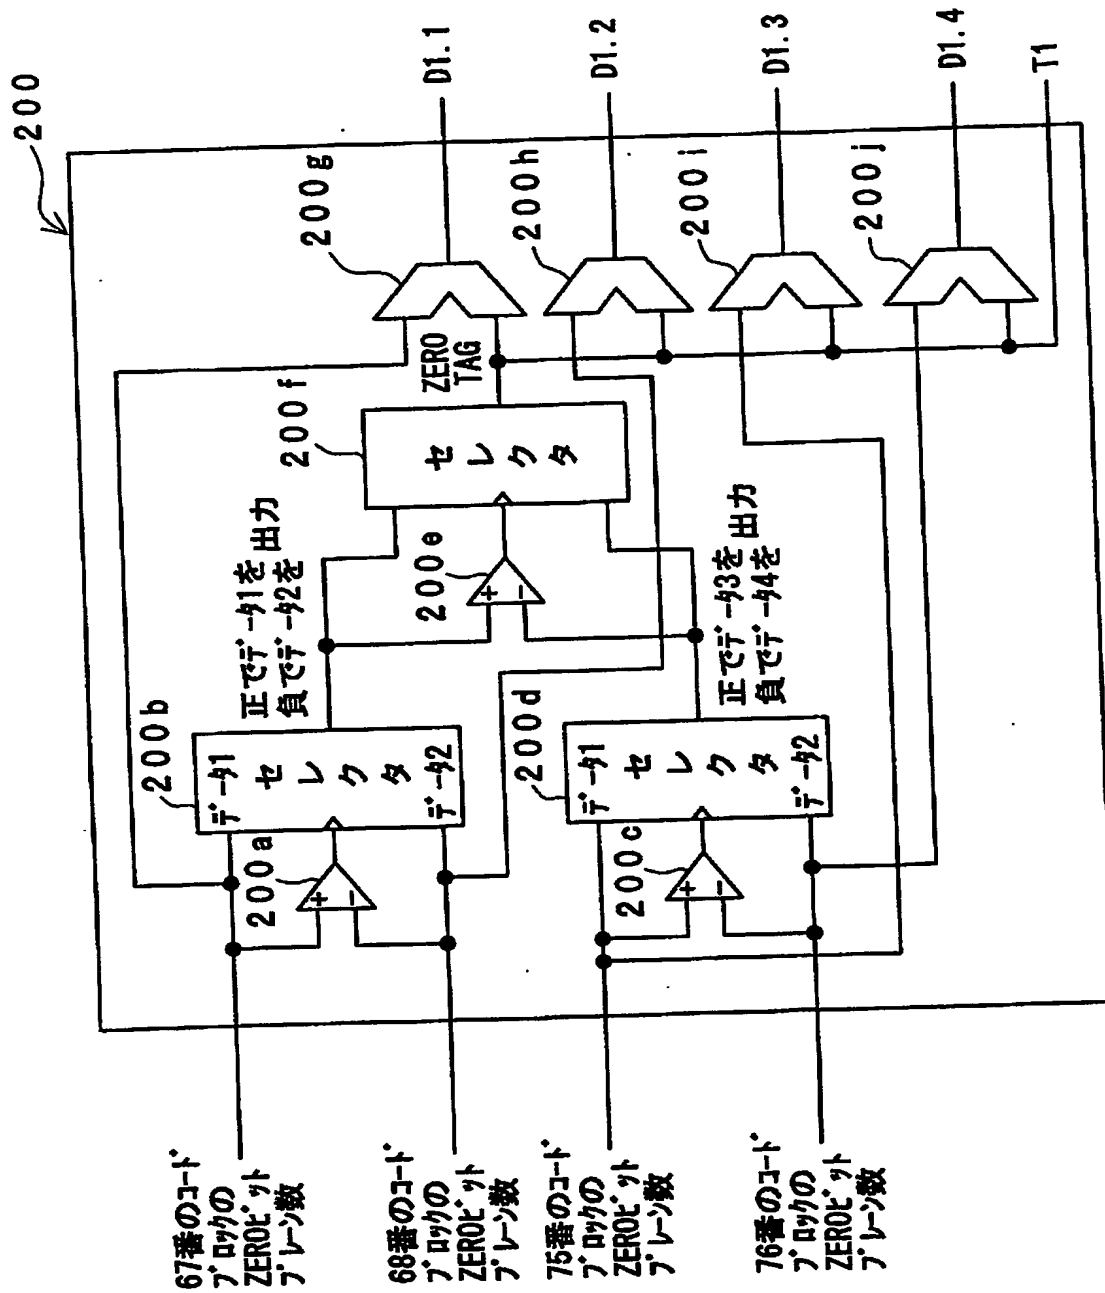 200
67番のコード
ブロックの
ZEROビット
プレーン数
68番のコード
ブロックの
ZEROビット
プレーン数
75番のコード
ブロックの
ZEROビット
プレーン数
76番のコード
ブロックの
ZEROビット
プレーン数
200a
+
−
200b
データ1
セレクタ
データ2
正でデータ1を出力
負でデータ2を
200c
+
−
200d
データ1
セレクタ
データ2
正でデータ3を出力
負でデータ4を
200e
+
−
200f
セレクタ
ZERO
TAG
200g
200h
200i
200j
D1.1
D1.2
D1.3
D1.4
T1